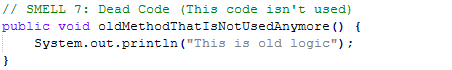 // SMELL 7: Dead Code (This code isn't used)
public void oldMethodThatIsNotUsedAnymore() {
    System.out.println("This is old logic");
}